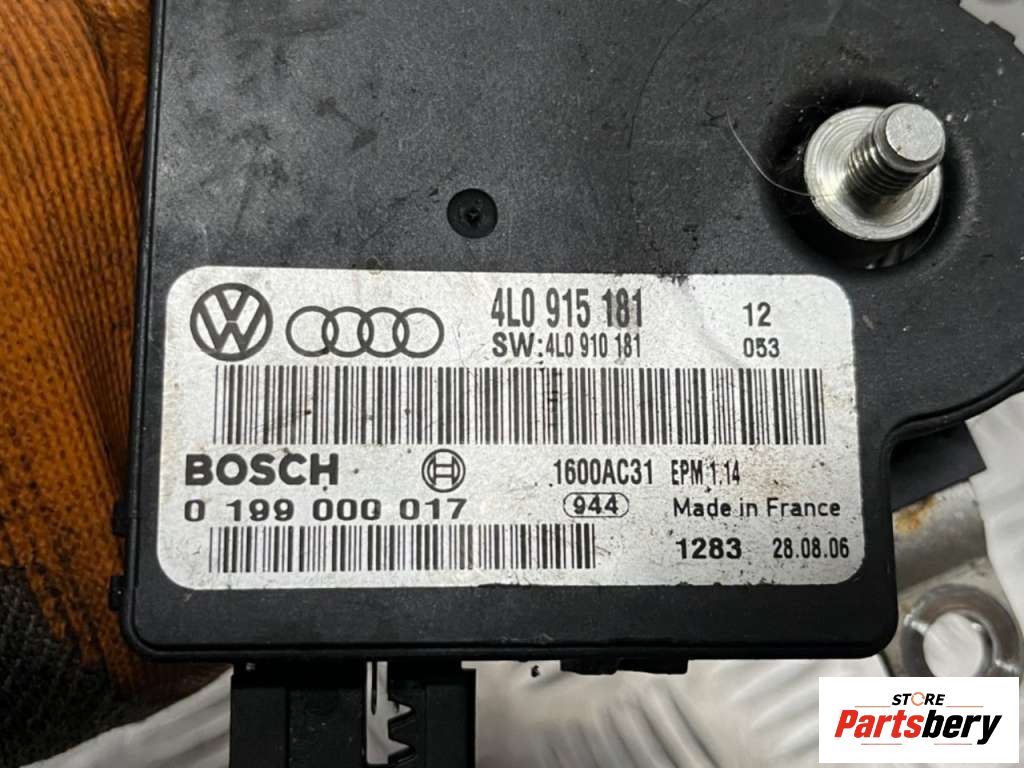 4L0 915 181 12
SW:4L0 910 181 053
BOSCH 1600AC31 EPM 1.14
0 199 000 017 944 Made in France
1283 28.08.06
STORE
Partsbery